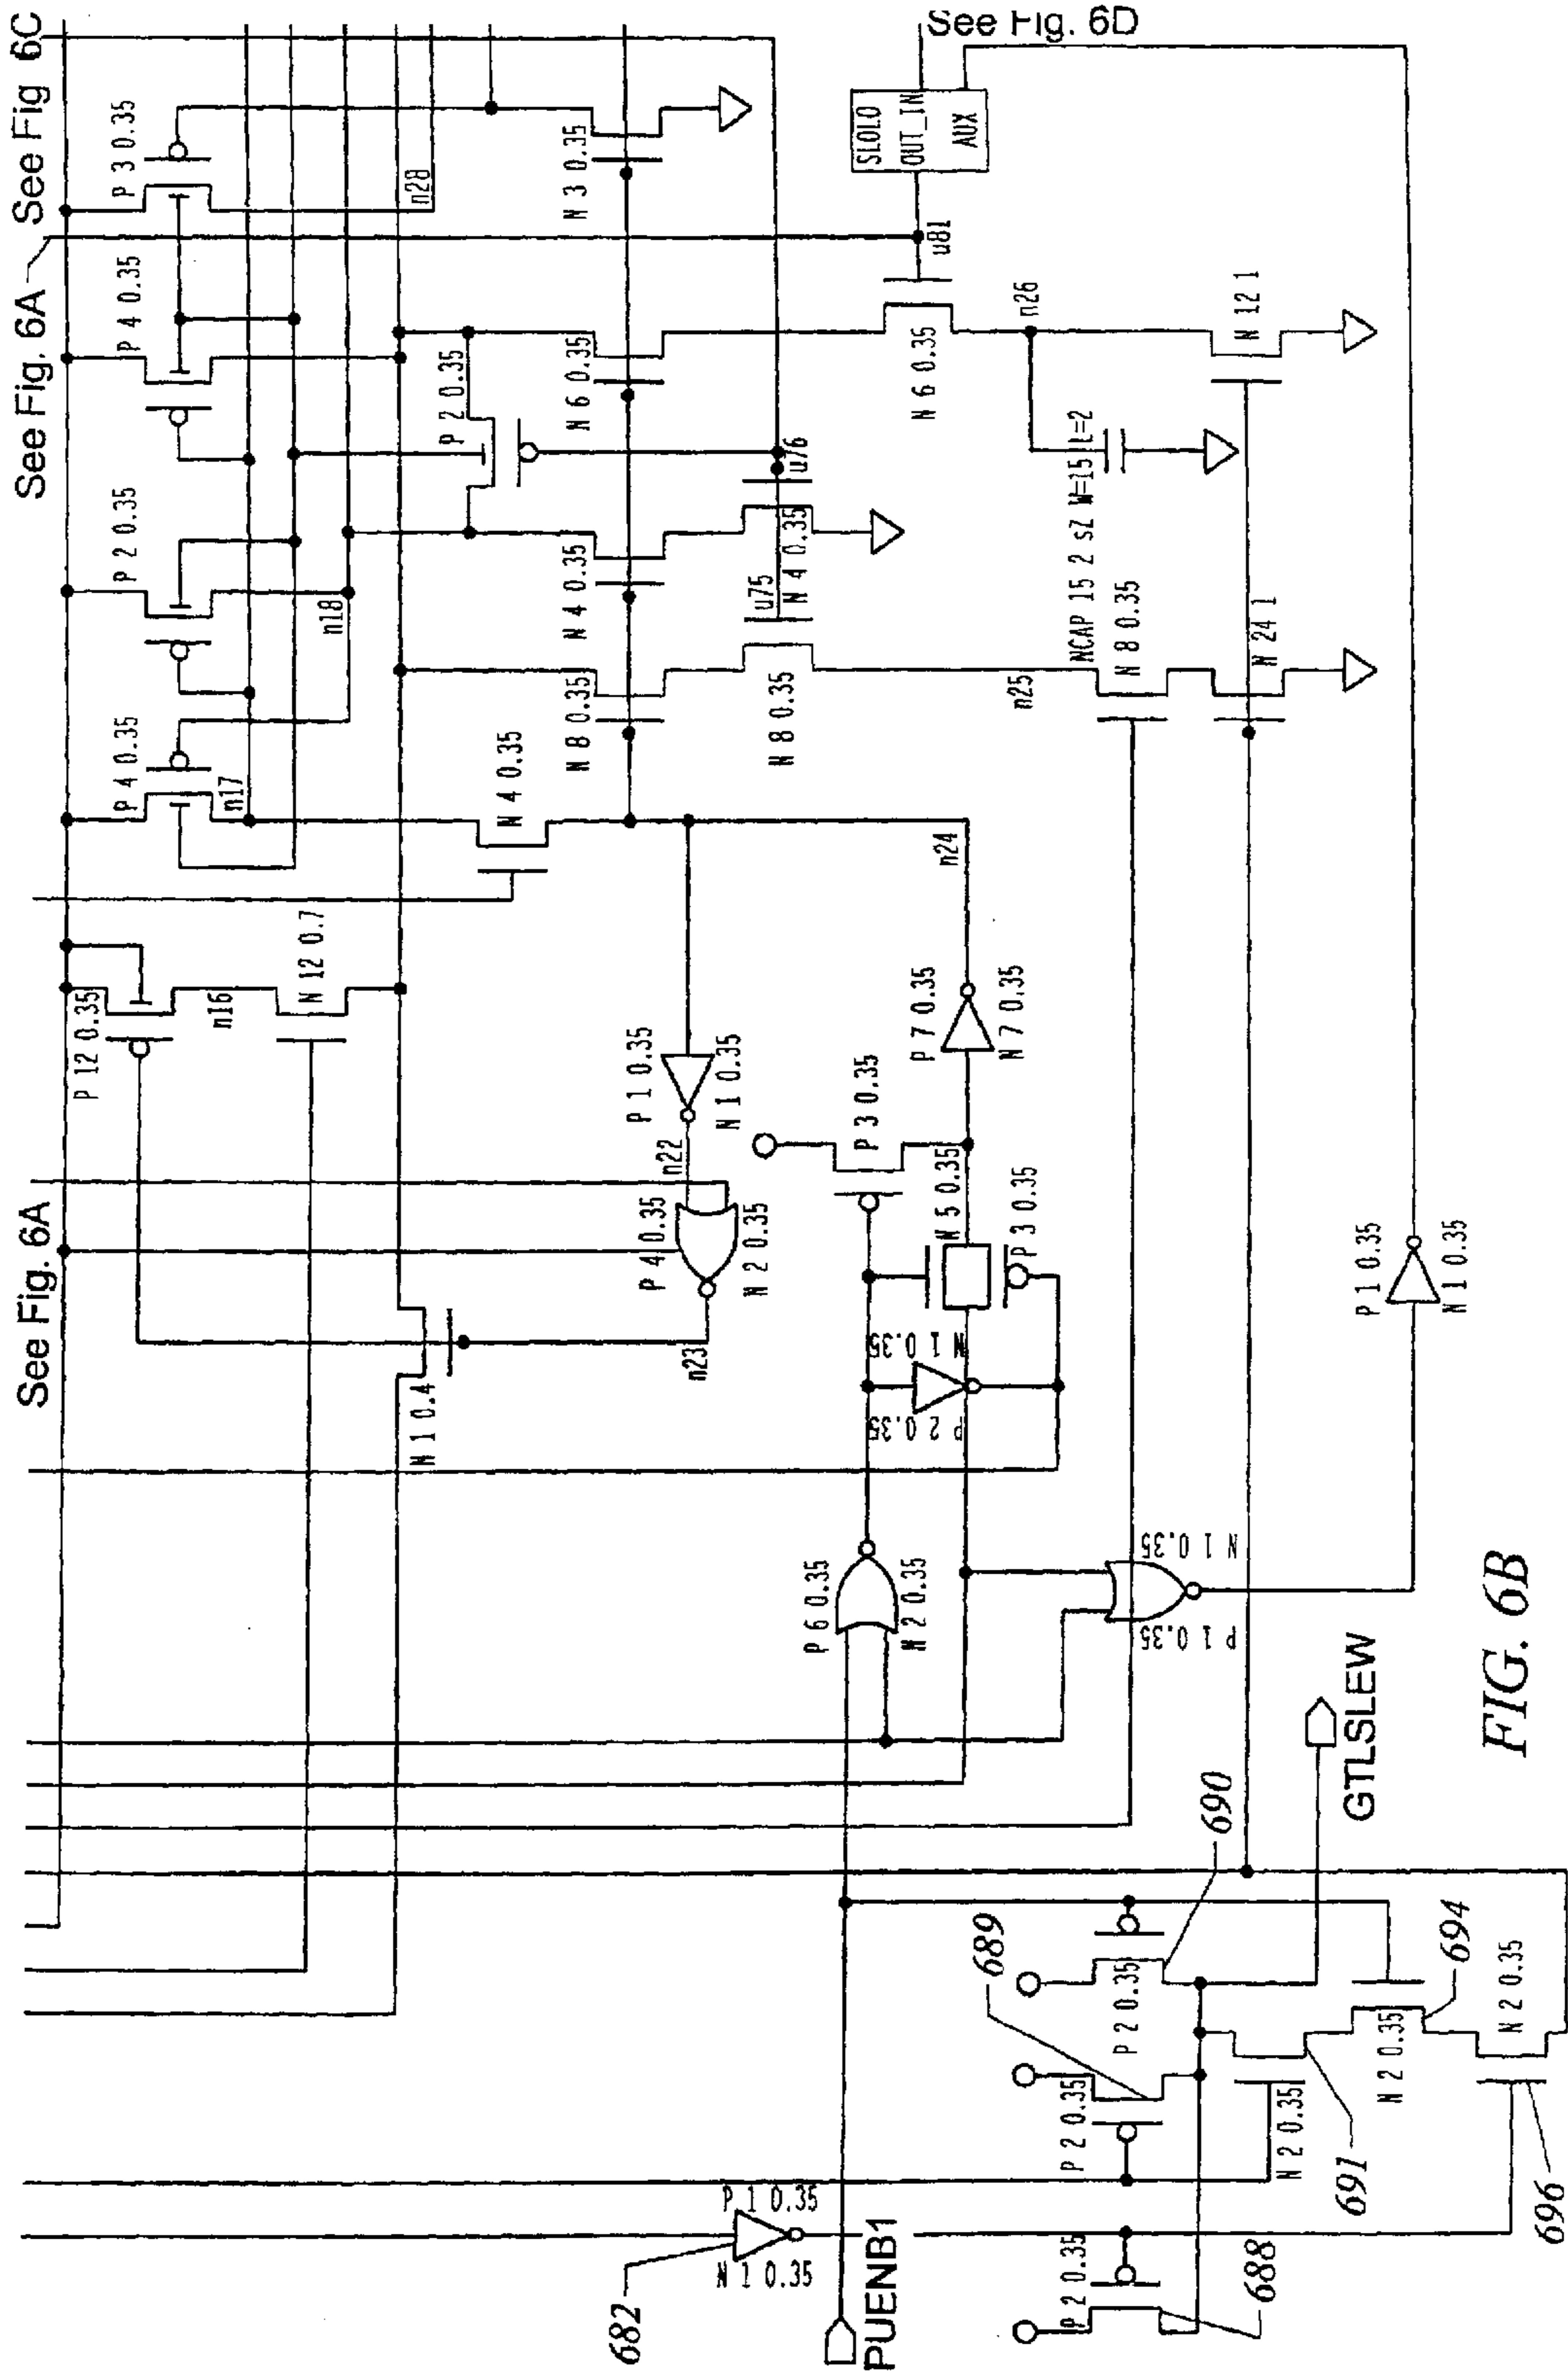 See Fig. 6A
See Fig. 6A
See Fig 6C
P 12 0.35
n16
N 12 0.7
P 4 0.35
n17
P 2 0.35
n18
P 4 0.35
P 3 0.35
n28
N 1 0.4
n23
P 4 0.35
N 2 0.35
n22
P 1 0.35
N 1 0.35
N 4 0.35
N 8 0.35
N 4 0.35
P 2 0.35
N 6 0.35
N 3 0.35
u75
N 8 0.35
u76
N 4 0.35
SLOLO
OUT_IN
AUX
See Fig. 6D
u81
N 6 0.35
n26
n24
P 7 0.35
N 7 0.35
P 3 0.35
N 5 0.35
P 3 0.35
N 1 0.35
P 2 0.35
P 6 0.35
N 2 0.35
n25
NCAP 15 2 sZ W=15 L=2
N 8 0.35
N 24 1
N 12 1
N 1 0.35
P 1 0.35
P 1 0.35
N 1 0.35
682
P 1 0.35
N 1 0.35
PUENB1
P 2 0.35
688
P 2 0.35
689
P 2 0.35
690
N 2 0.35
691
N 2 0.35
694
N 2 0.35
696
GTLSLEW
FIG. 6B